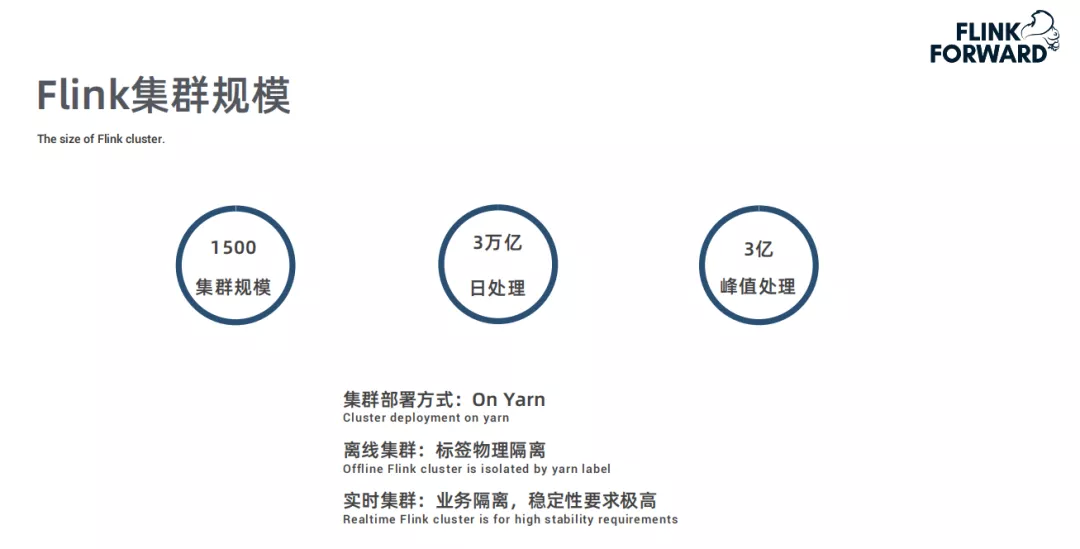 FLINK
FORWARD
Flink集群规模
The size of Flink cluster.
1500
集群规模
3万亿
日处理
3亿
峰值处理
集群部署方式：On Yarn
Cluster deployment on yarn
离线集群：标签物理隔离
Offline Flink cluster is isolated by yarn label
实时集群：业务隔离，稳定性要求极高
Realtime Flink cluster is for high stability requirements